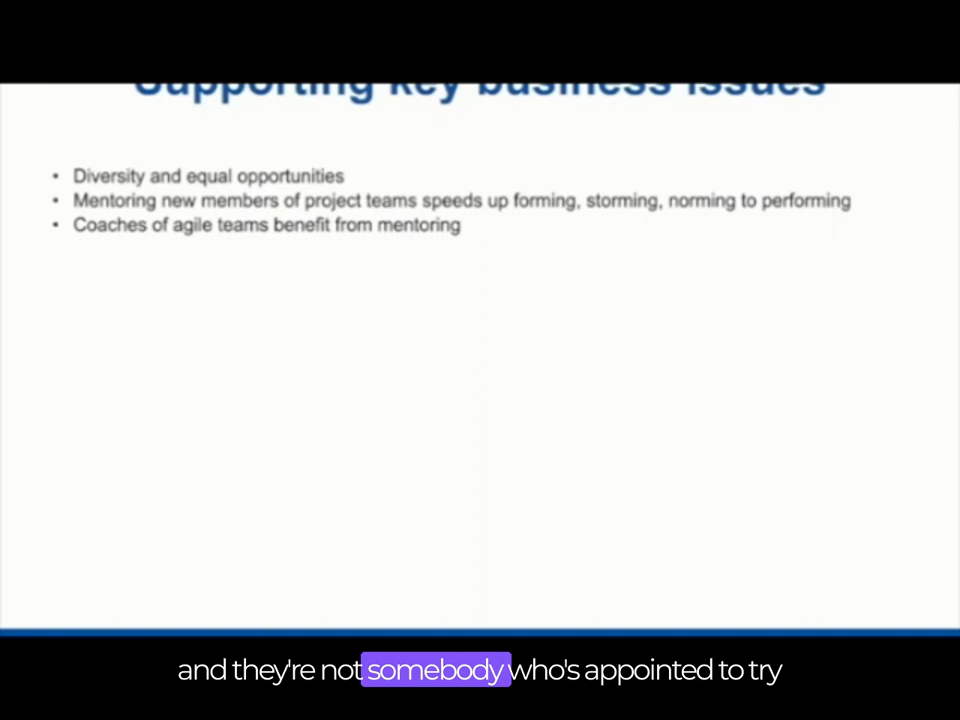 Supporting key business issues
• Diversity and equal opportunities
• Mentoring new members of project teams speeds up forming, storming, norming to performing
• Coaches of agile teams benefit from mentoring
and they're not somebody who's appointed to try